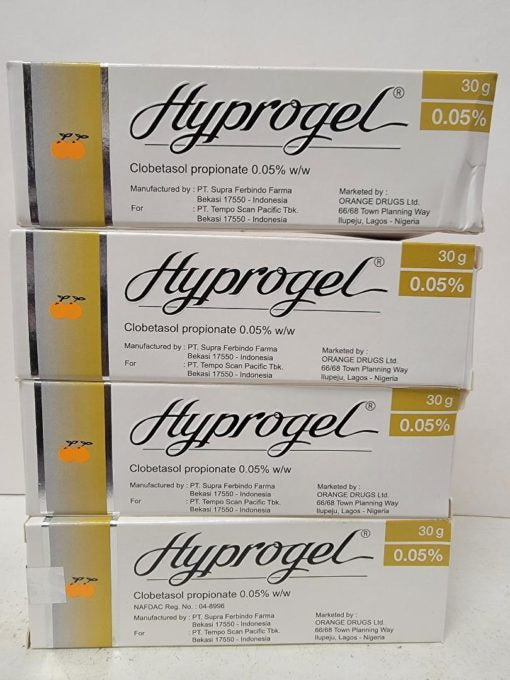 Hyprogel®
30 g
0.05%
Clobetasol propionate 0.05% w/w
Manufactured by : PT. Supra Ferbindo Farma
Bekasi 17550 - Indonesia
For : PT. Tempo Scan Pacific Tbk.
Bekasi 17550 - Indonesia
Marketed by :
ORANGE DRUGS Ltd.
66/68 Town Planning Way
Ilupeju, Lagos - Nigeria
Hyprogel®
30 g
0.05%
Clobetasol propionate 0.05% w/w
Manufactured by : PT. Supra Ferbindo Farma
Bekasi 17550 - Indonesia
For : PT. Tempo Scan Pacific Tbk.
Bekasi 17550 - Indonesia
Marketed by :
ORANGE DRUGS Ltd.
66/68 Town Planning Way
Ilupeju, Lagos - Nigeria
Hyprogel®
30 g
0.05%
Clobetasol propionate 0.05% w/w
Manufactured by : PT. Supra Ferbindo Farma
Bekasi 17550 - Indonesia
For : PT. Tempo Scan Pacific Tbk.
Bekasi 17550 - Indonesia
Marketed by :
ORANGE DRUGS Ltd.
66/68 Town Planning Way
Ilupeju, Lagos - Nigeria
Hyprogel®
30 g
0.05%
Clobetasol propionate 0.05% w/w
NAFDAC Reg. No. : 04-8996
Manufactured by : PT. Supra Ferbindo Farma
Bekasi 17550 - Indonesia
For : PT. Tempo Scan Pacific Tbk.
Bekasi 17550 - Indonesia
Marketed by :
ORANGE DRUGS Ltd.
66/68 Town Planning Way
Ilupeju, Lagos - Nigeria